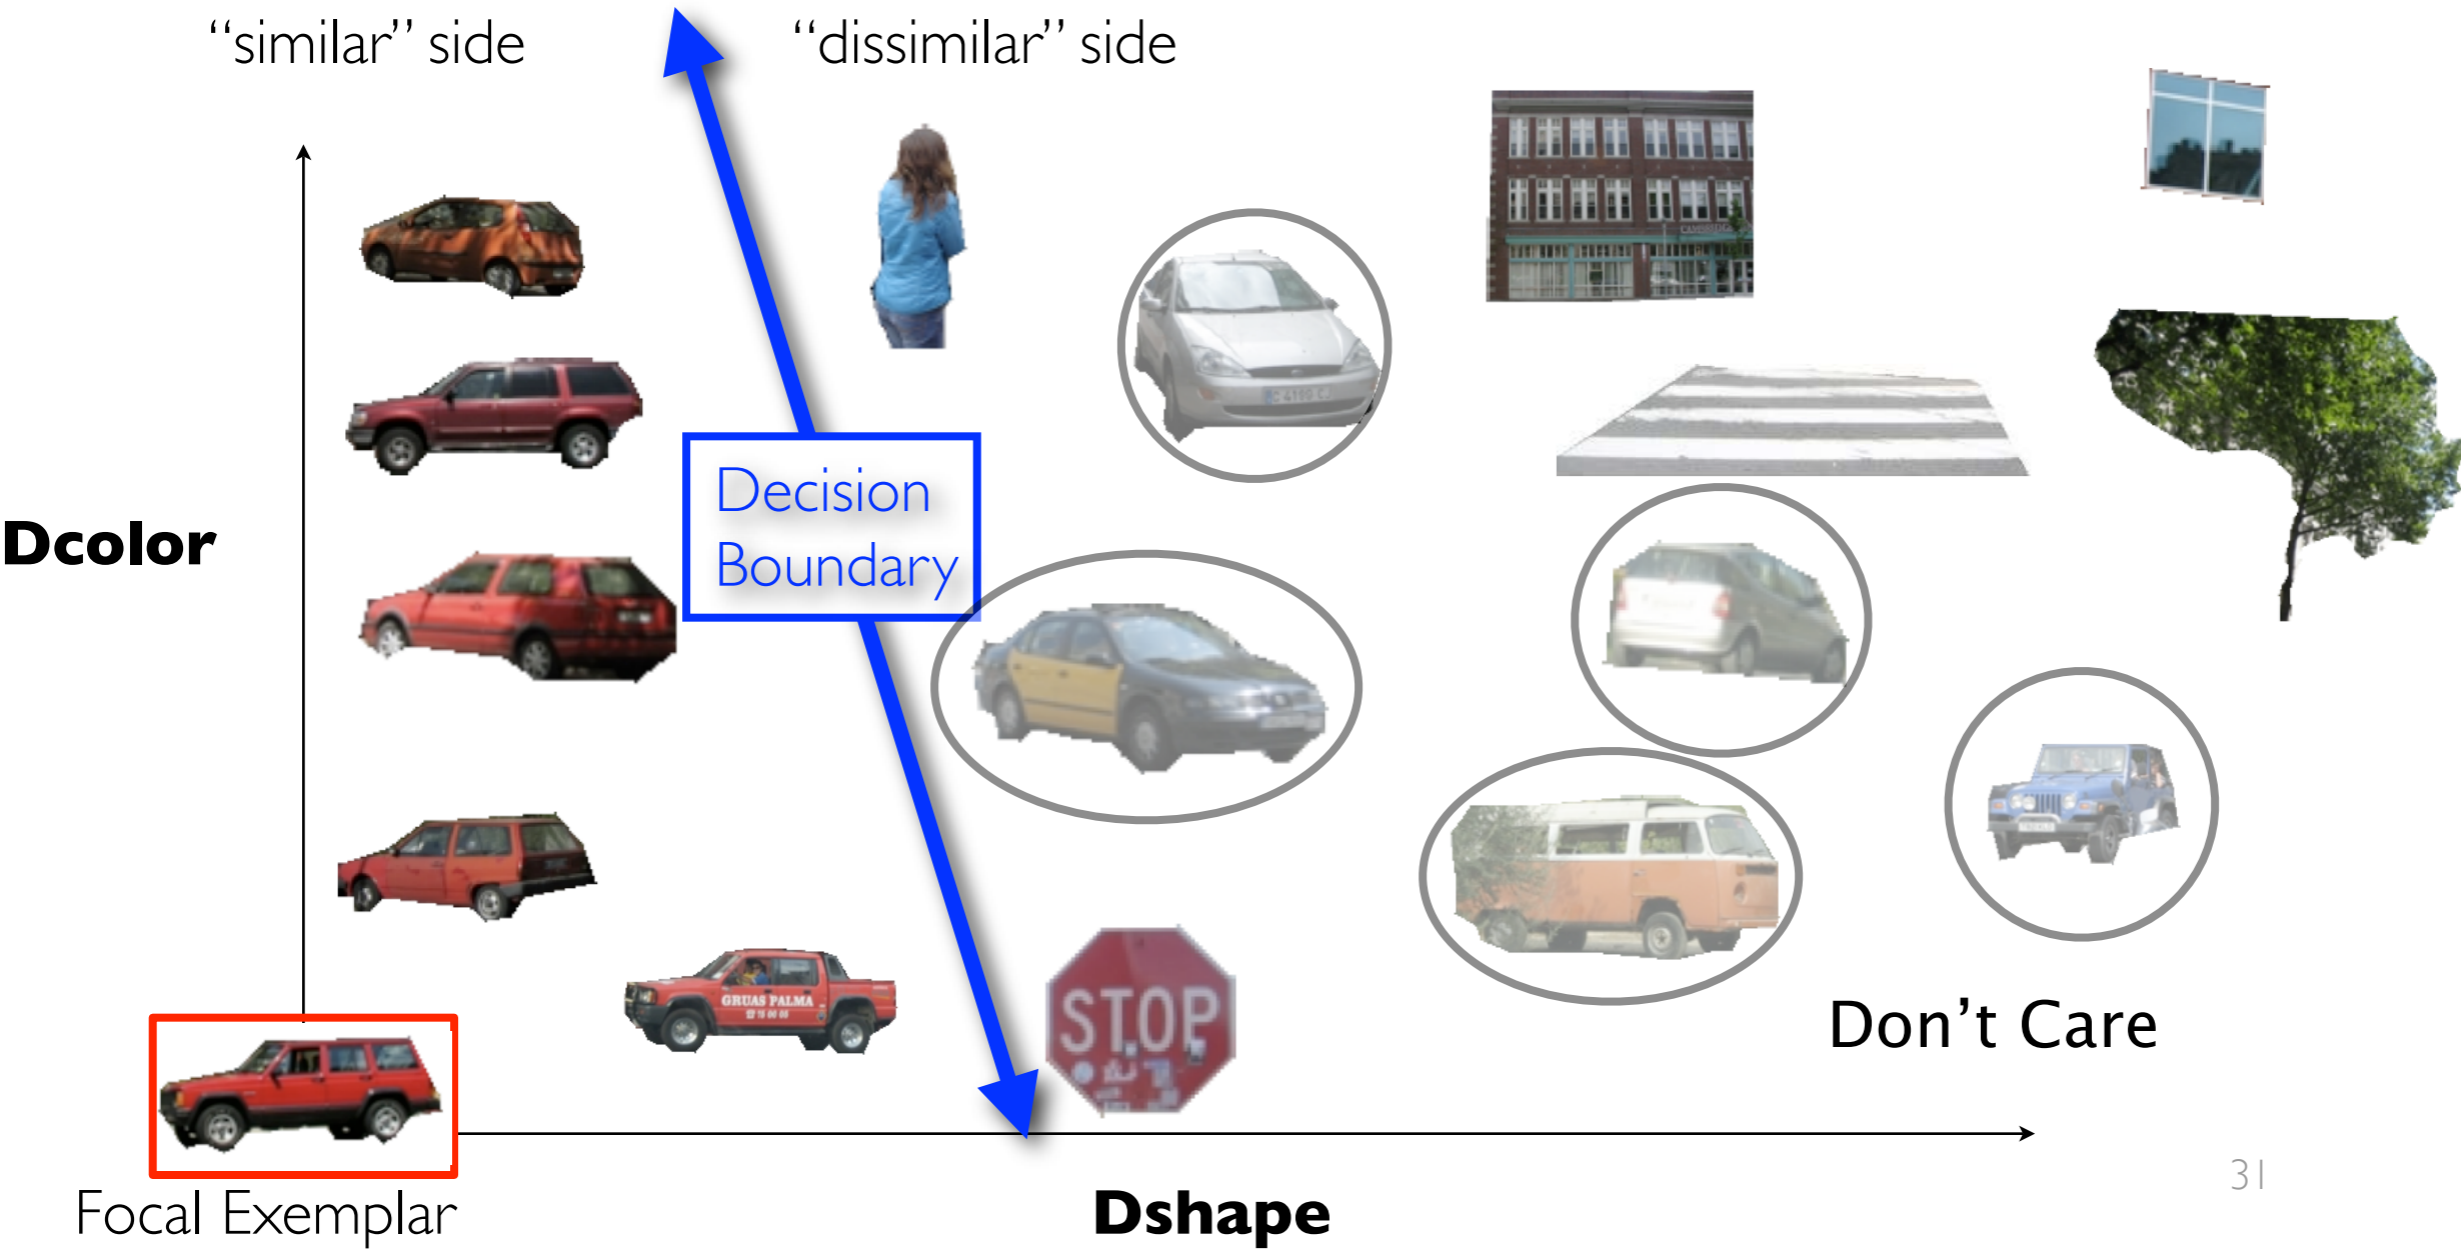 “similar” side
“dissimilar” side
Decision
Boundary
Dcolor
GRUAS PALMA
STOP
Don’t Care
Focal Exemplar
Dshape
31